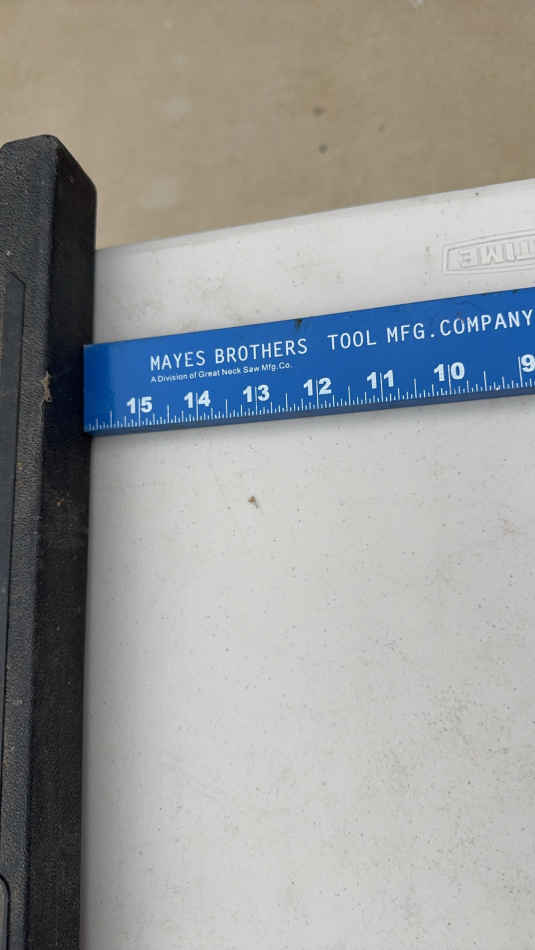 TIME
MAYES BROTHERS TOOL MFG.COMPANY
A Division of Great Neck Saw Mfg.Co.
15 14 13 12 11 10 9